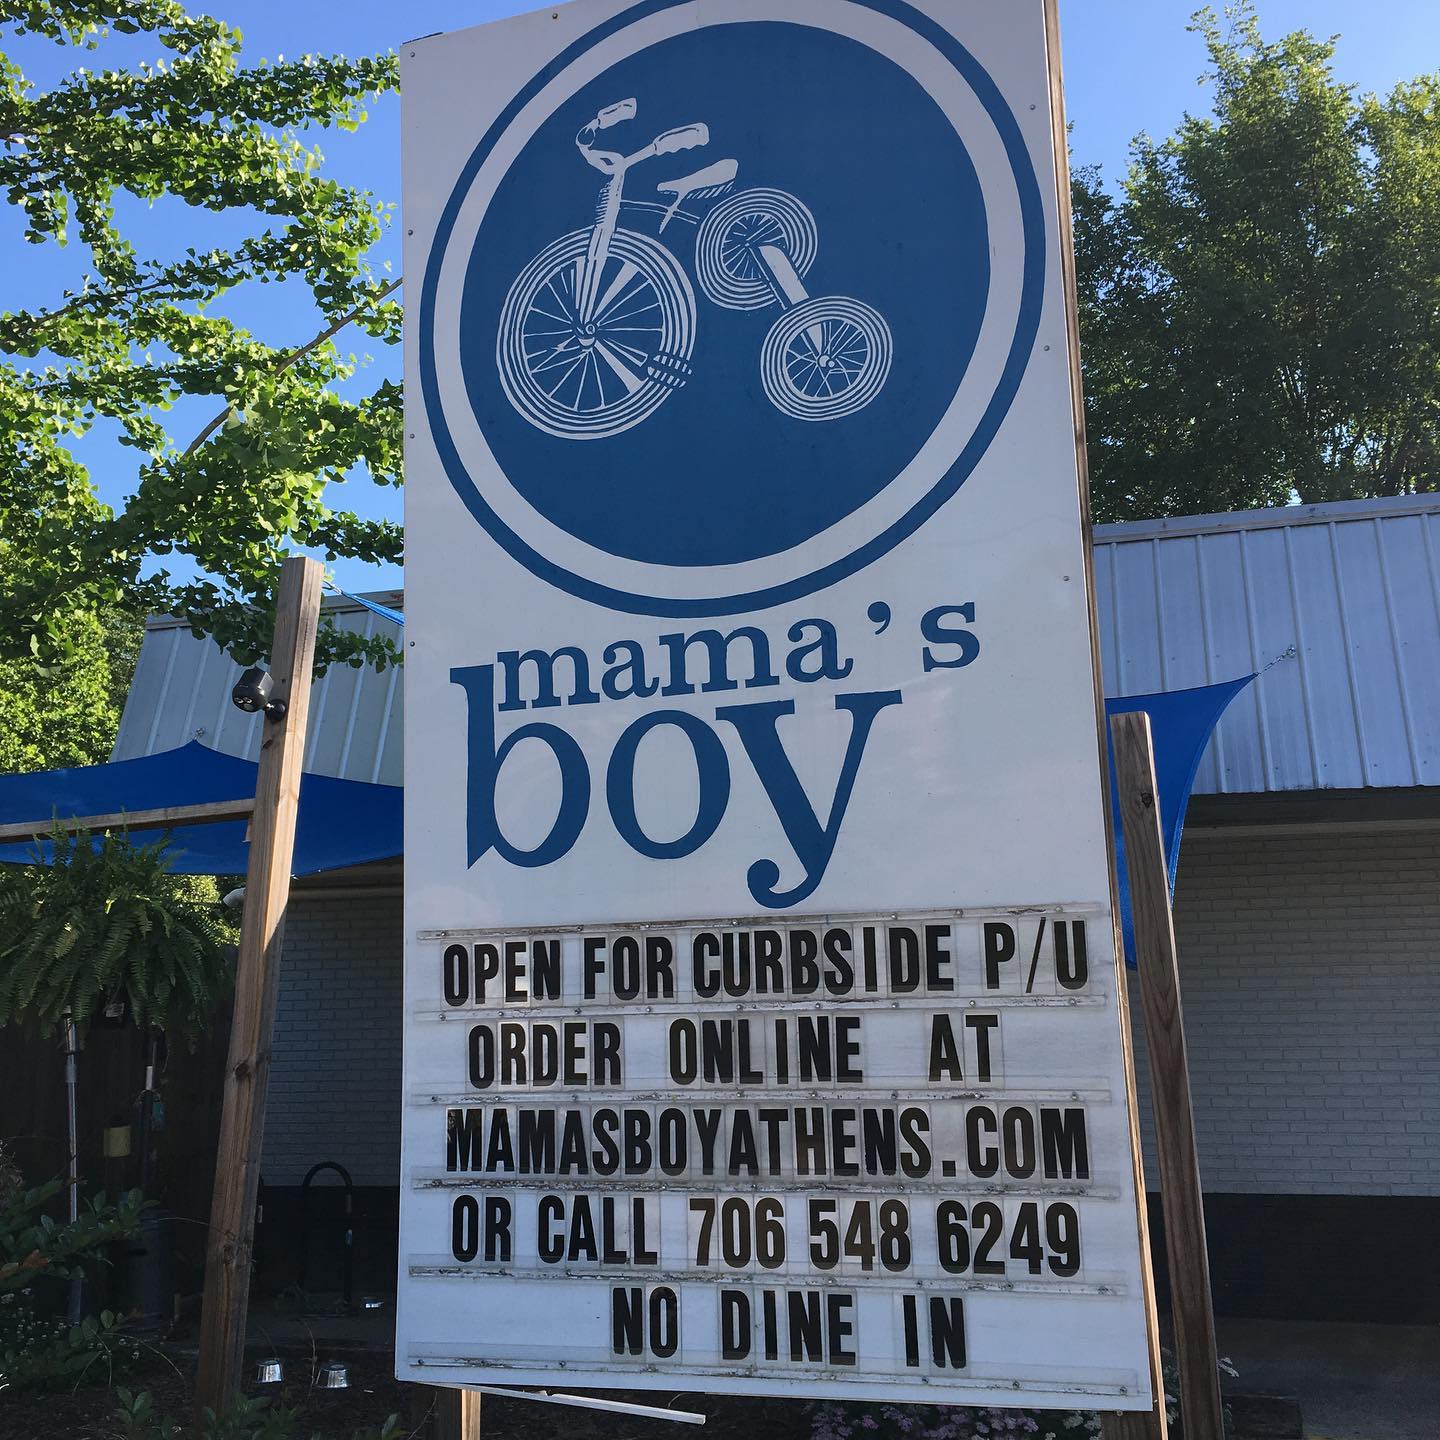 mama's
boy
OPEN FOR CURBSIDE P/U
ORDER ONLINE AT
MAMASBOYATHENS.COM
OR CALL 706 548 6249
NO DINE IN